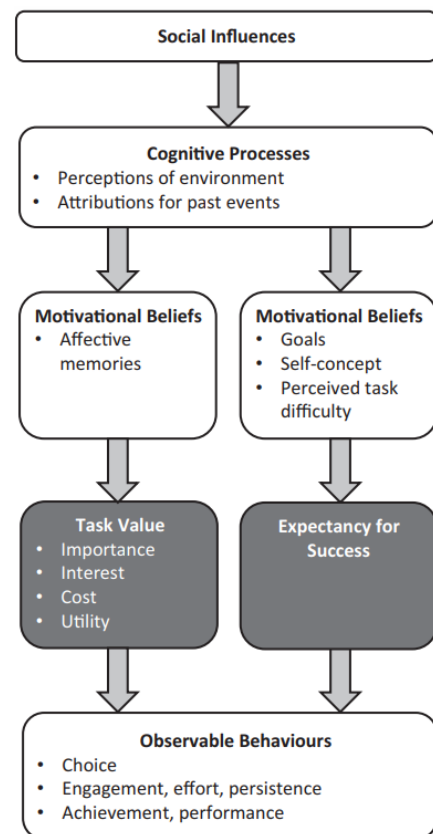 Social Influences
Cognitive Processes
• Perceptions of environment
• Attributions for past events
Motivational Beliefs
• Affective
memories
Motivational Beliefs
• Goals
• Self-concept
• Perceived task
difficulty
Task Value
• Importance
• Interest
• Cost
• Utility
Expectancy for
Success
Observable Behaviours
• Choice
• Engagement, effort, persistence
• Achievement, performance